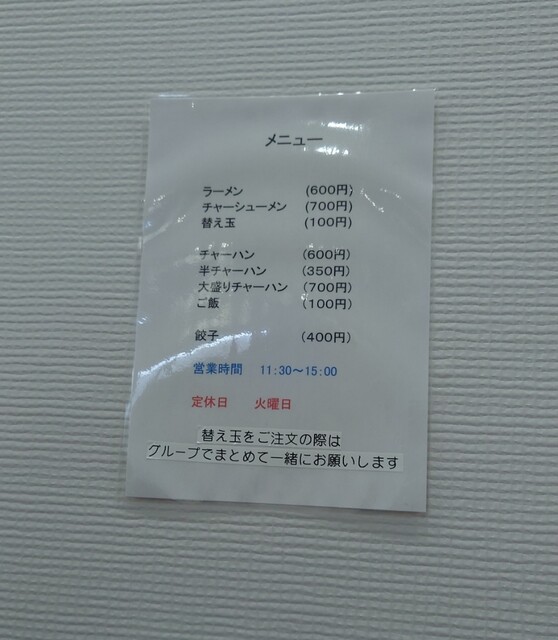 メニュー
ラーメン (600円)
チャーシューメン (700円)
替え玉 (100円)
チャーハン (600円)
半チャーハン (350円)
大盛りチャーハン (700円)
ご飯 (100円)
餃子 (400円)
営業時間 11:30～15:00
定休日 火曜日
替え玉をご注文の際は
グループでまとめて一緒にお願いします